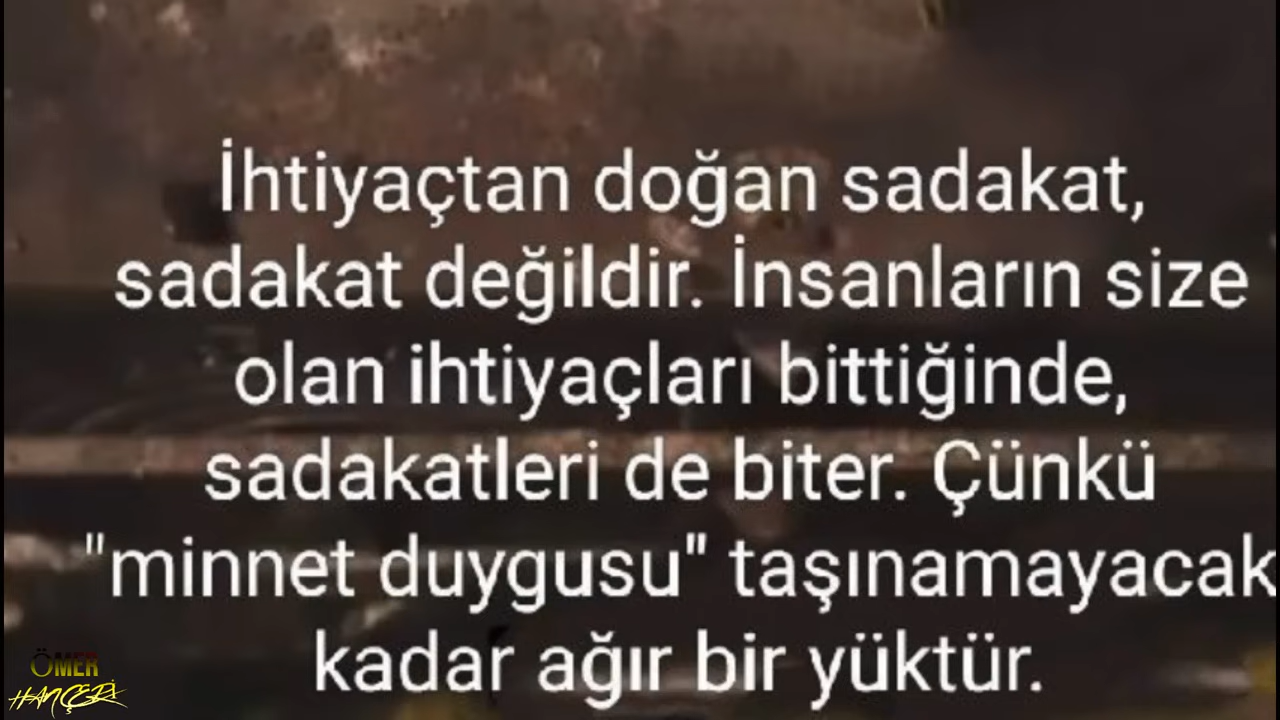 İhtiyaçtan doğan sadakat,
sadakat değildir. İnsanların size
olan ihtiyaçları bittiğinde,
sadakatleri de biter. Çünkü
"minnet duygusu" taşınamayacak
kadar ağır bir yüktür.
ÖMER
HANÇERİ